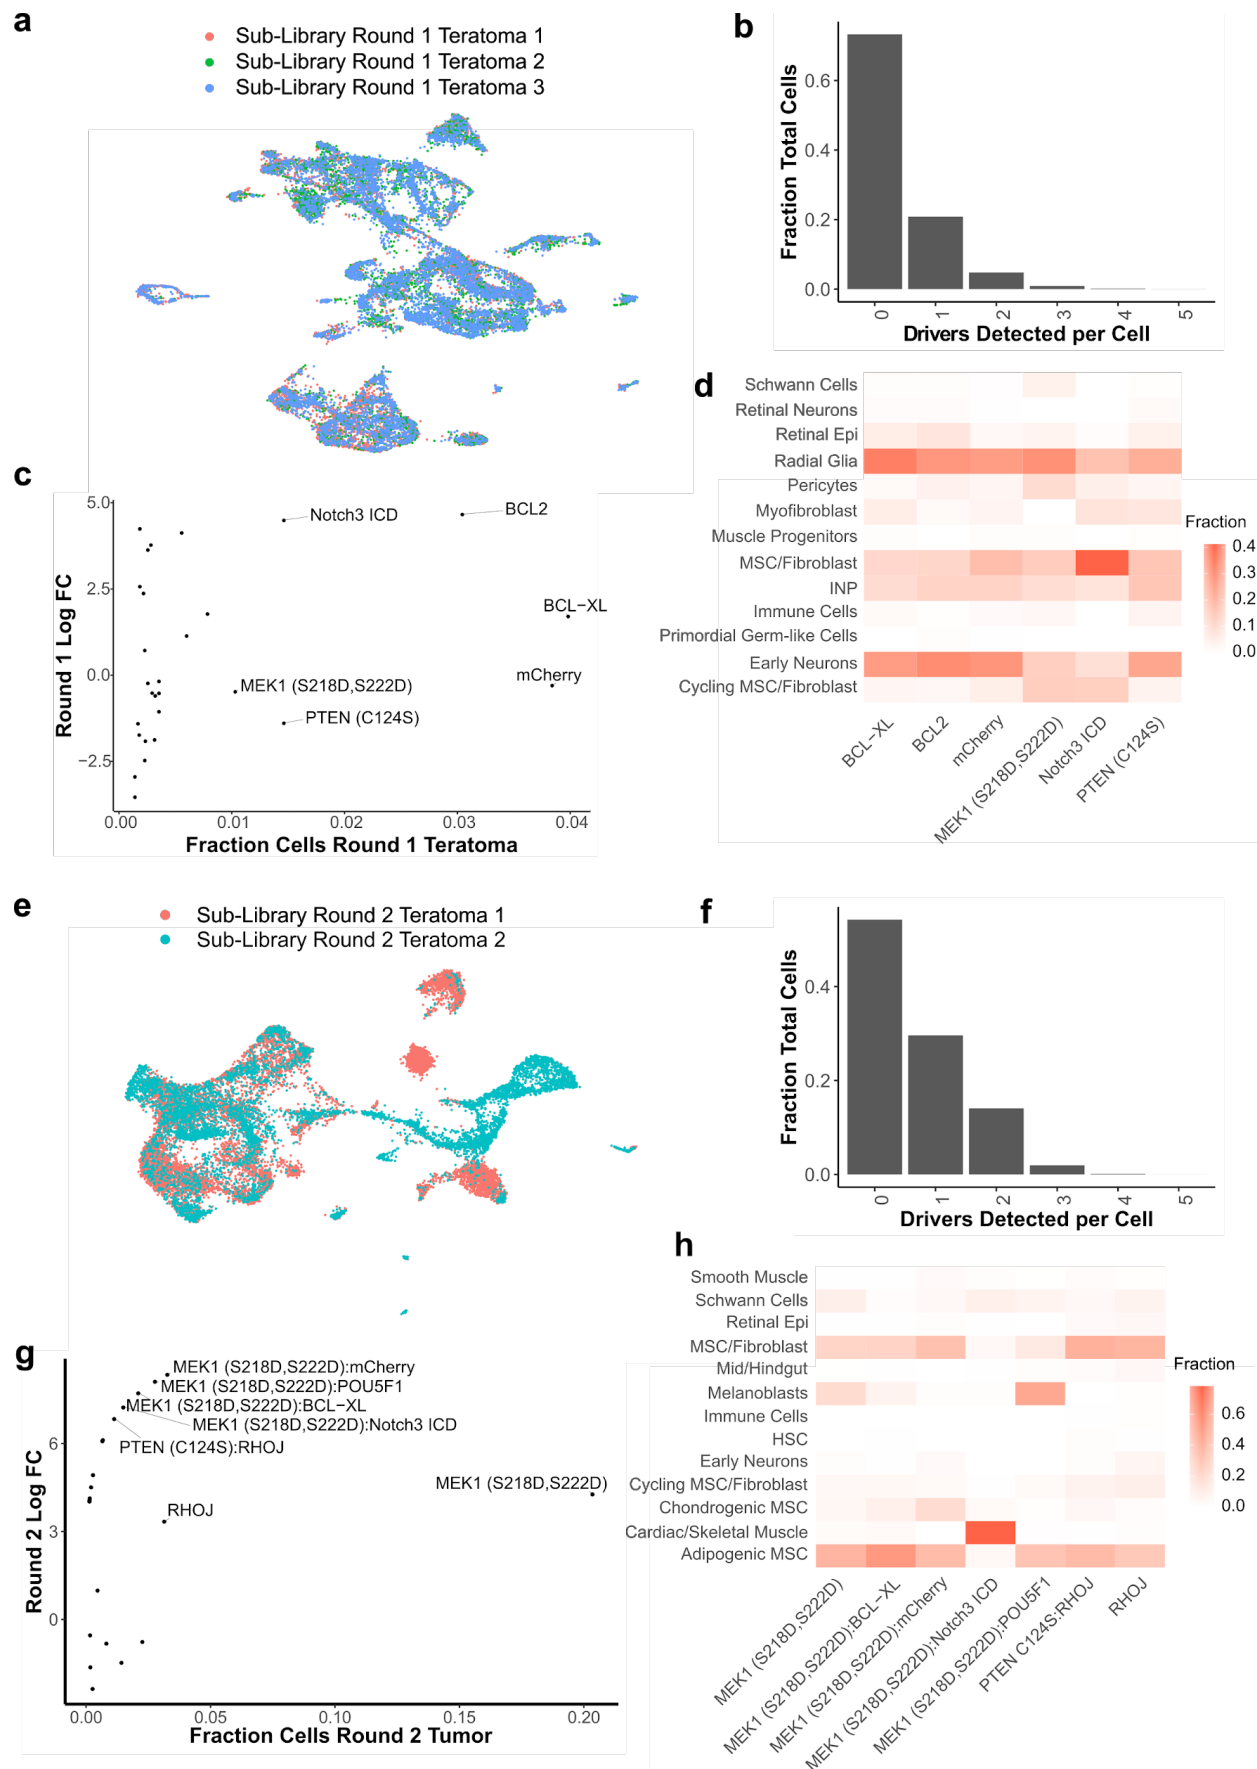 a
Sub-Library Round 1 Teratoma 1
Sub-Library Round 1 Teratoma 2
Sub-Library Round 1 Teratoma 3
b
Fraction Total Cells
0.6
0.4
0.2
0.0
0 1 2 3 4 5
Drivers Detected per Cell
c
Round 1 Log FC
5.0
2.5
0.0
−2.5
Notch3 ICD
BCL2
BCL−XL
mCherry
MEK1 (S218D,S222D)
PTEN (C124S)
0.00 0.01 0.02 0.03 0.04
Fraction Cells Round 1 Teratoma
d
Schwann Cells
Retinal Neurons
Retinal Epi
Radial Glia
Pericytes
Myofibroblast
Muscle Progenitors
MSC/Fibroblast
INP
Immune Cells
Primordial Germ-like Cells
Early Neurons
Cycling MSC/Fibroblast
BCL−XL
BCL2
mCherry
MEK1 (S218D,S222D)
Notch3 ICD
PTEN (C124S)
Fraction
0.4
0.3
0.2
0.1
0.0
e
Sub-Library Round 2 Teratoma 1
Sub-Library Round 2 Teratoma 2
f
Fraction Total Cells
0.4
0.2
0.0
0 1 2 3 4 5
Drivers Detected per Cell
g
Round 2 Log FC
6
3
0
MEK1 (S218D,S222D):mCherry
MEK1 (S218D,S222D):POU5F1
MEK1 (S218D,S222D):BCL−XL
MEK1 (S218D,S222D):Notch3 ICD
PTEN (C124S):RHOJ
MEK1 (S218D,S222D)
RHOJ
0.00 0.05 0.10 0.15 0.20
Fraction Cells Round 2 Tumor
h
Smooth Muscle
Schwann Cells
Retinal Epi
MSC/Fibroblast
Mid/Hindgut
Melanoblasts
Immune Cells
HSC
Early Neurons
Cycling MSC/Fibroblast
Chondrogenic MSC
Cardiac/Skeletal Muscle
Adipogenic MSC
MEK1 (S218D,S222D)
MEK1 (S218D,S222D):BCL−XL
MEK1 (S218D,S222D):mCherry
MEK1 (S218D,S222D):Notch3 ICD
MEK1 (S218D,S222D):POU5F1
PTEN C124S:RHOJ
RHOJ
Fraction
0.6
0.4
0.2
0.0